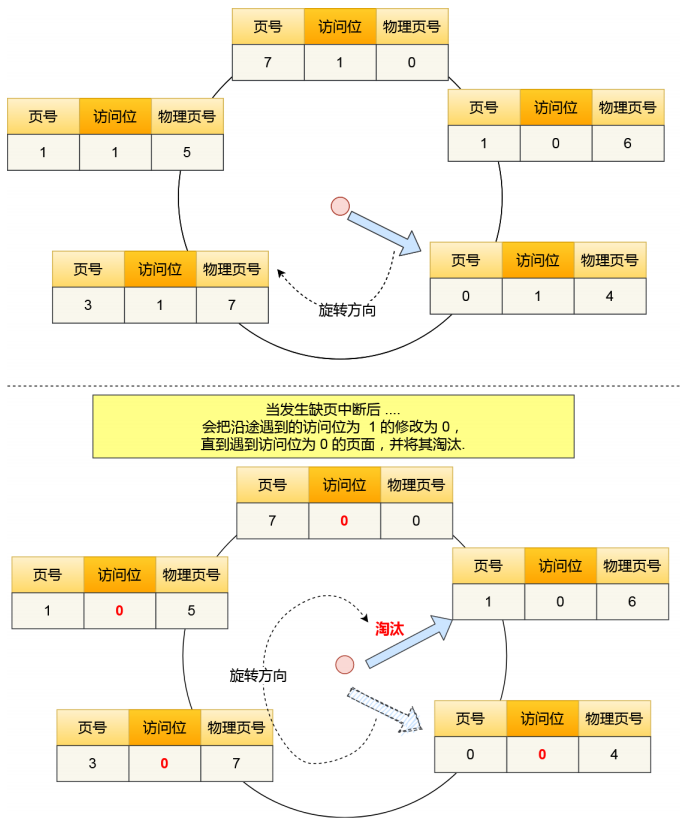 页号 访问位 物理页号
7 1 0
页号 访问位 物理页号
1 1 5
页号 访问位 物理页号
1 0 6
页号 访问位 物理页号
3 1 7
页号 访问位 物理页号
0 1 4
旋转方向
当发生缺页中断后 ....
会把沿途遇到的访问位为 1 的修改为 0，
直到遇到访问位为 0 的页面，并将其淘汰.
页号 访问位 物理页号
7 0 0
页号 访问位 物理页号
1 0 5
页号 访问位 物理页号
1 0 6
淘汰
旋转方向
页号 访问位 物理页号
3 0 7
页号 访问位 物理页号
0 0 4